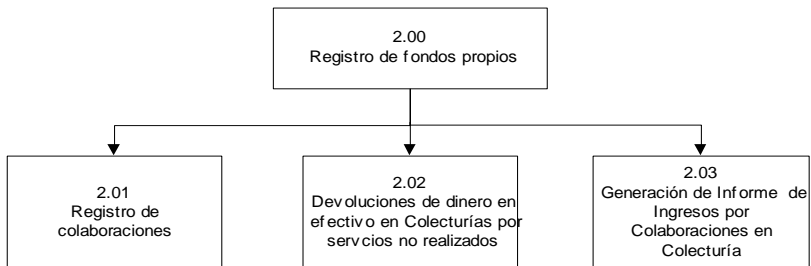 2.00
Registro de fondos propios
2.01
Registro de
colaboraciones
2.02
Devoluciones de dinero en
efectivo en Colecturías por
servcios no realizados
2.03
Generación de Informe de
Ingresos por
Colaboraciones en
Colecturía